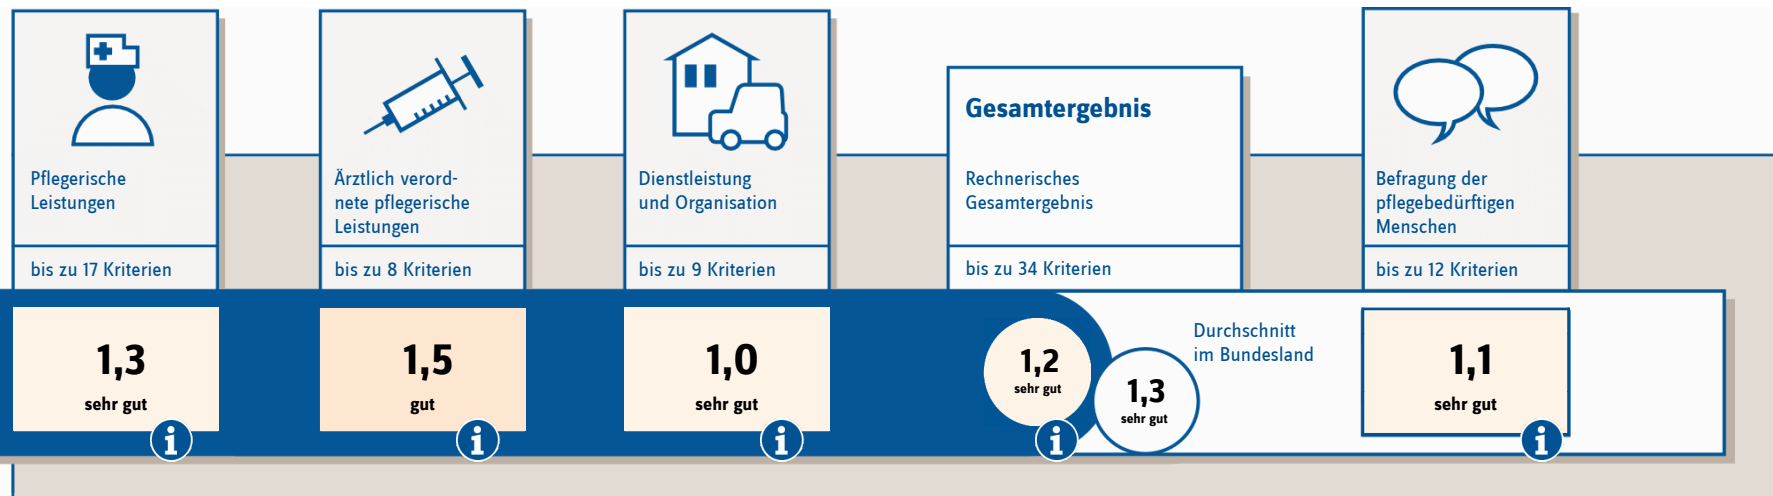 Pflegerische
Leistungen
bis zu 17 Kriterien
1,3
sehr gut
i
Ärztlich verord-
nete pflegerische
Leistungen
bis zu 8 Kriterien
1,5
gut
i
Dienstleistung
und Organisation
bis zu 9 Kriterien
1,0
sehr gut
i
Gesamtergebnis
Rechnerisches
Gesamtergebnis
bis zu 34 Kriterien
1,2
sehr gut
i
1,3
sehr gut
Durchschnitt
im Bundesland
Befragung der
pflegebedürftigen
Menschen
bis zu 12 Kriterien
1,1
sehr gut
i